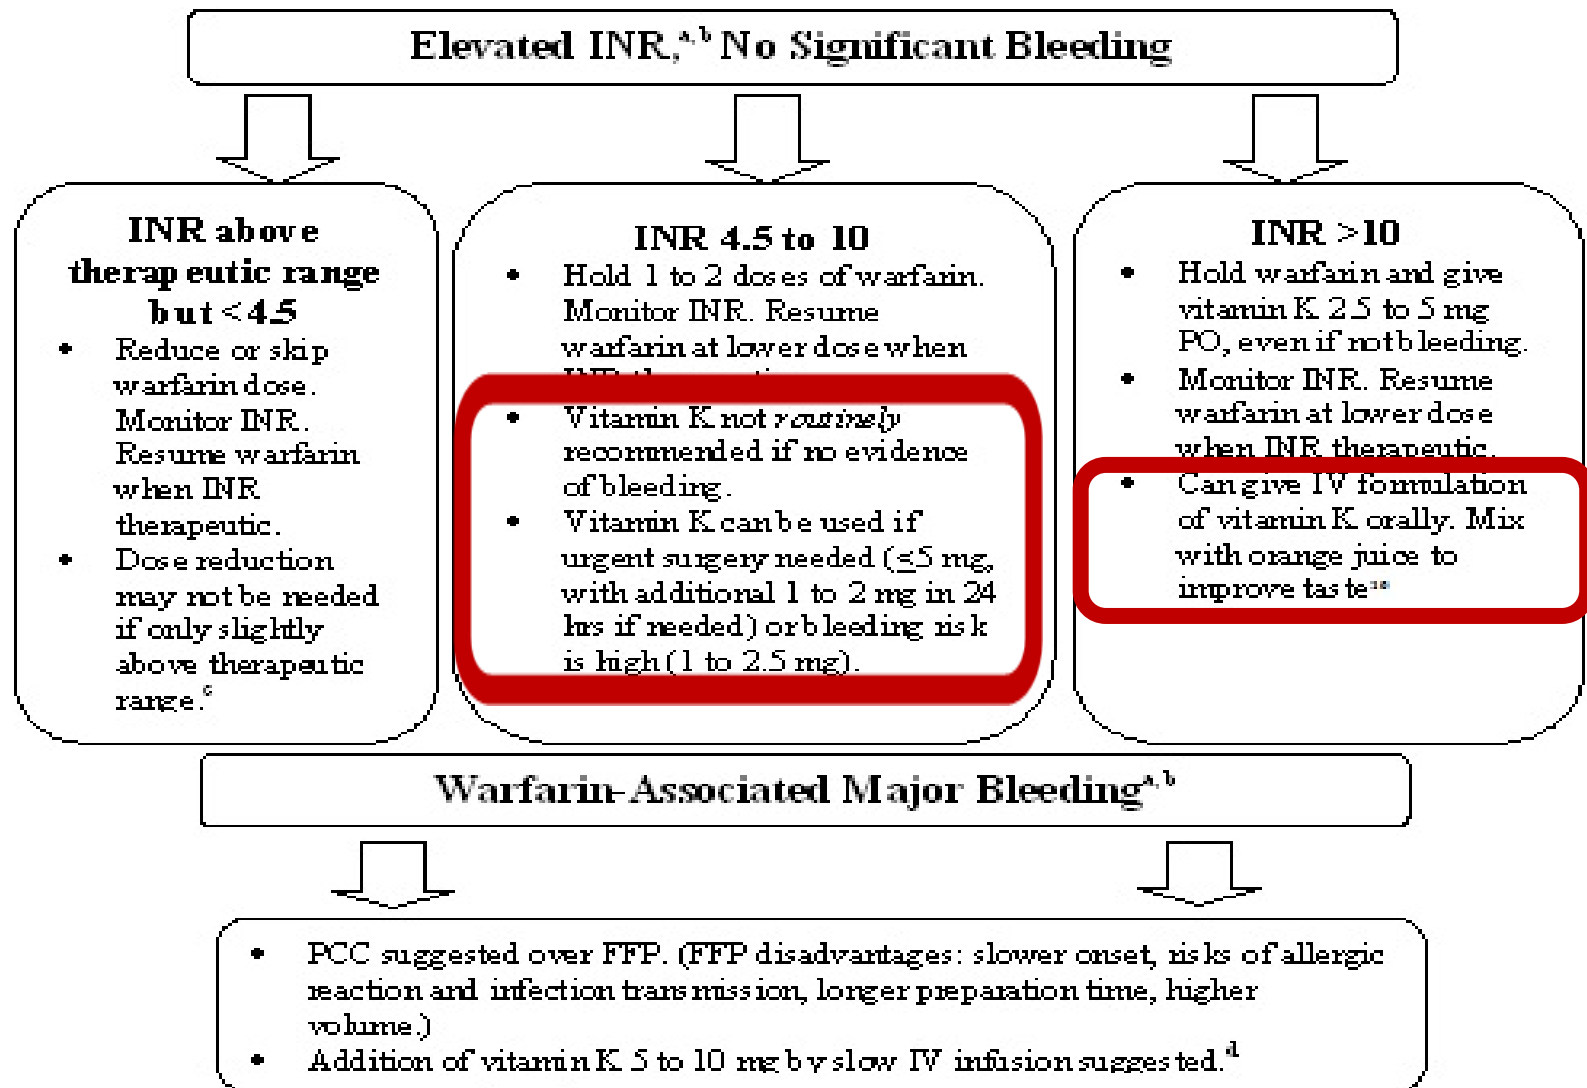 Elevated INR,a,b No Significant Bleeding
INR above
therapeutic range
but <4.5
• Reduce or skip
warfarin dose.
Monitor INR.
Resume warfarin
when INR
therapeutic.
• Dose reduction
may not be needed
if only slightly
above therapeutic
range.c
INR 4.5 to 10
• Hold 1 to 2 doses of warfarin.
Monitor INR. Resume
warfarin at lower dose when
• Vitamin K not routinely
recommended if no evidence
of bleeding.
• Vitamin K can be used if
urgent surgery needed (≤5 mg,
with additional 1 to 2 mg in 24
hrs if needed) or bleeding risk
is high (1 to 2.5 mg).
INR >10
• Hold warfarin and give
vitamin K 2.5 to 5 mg
PO, even if not bleeding.
• Monitor INR. Resume
warfarin at lower dose
when INR therapeutic.
• Can give IV formulation
of vitamin K orally. Mix
with orange juice to
improve taste
Warfarin-Associated Major Bleeding a,b
• PCC suggested over FFP. (FFP disadvantages: slower onset, risks of allergic
reaction and infection transmission, longer preparation time, higher
volume.)
• Addition of vitamin K 5 to 10 mg by slow IV infusion suggested.d